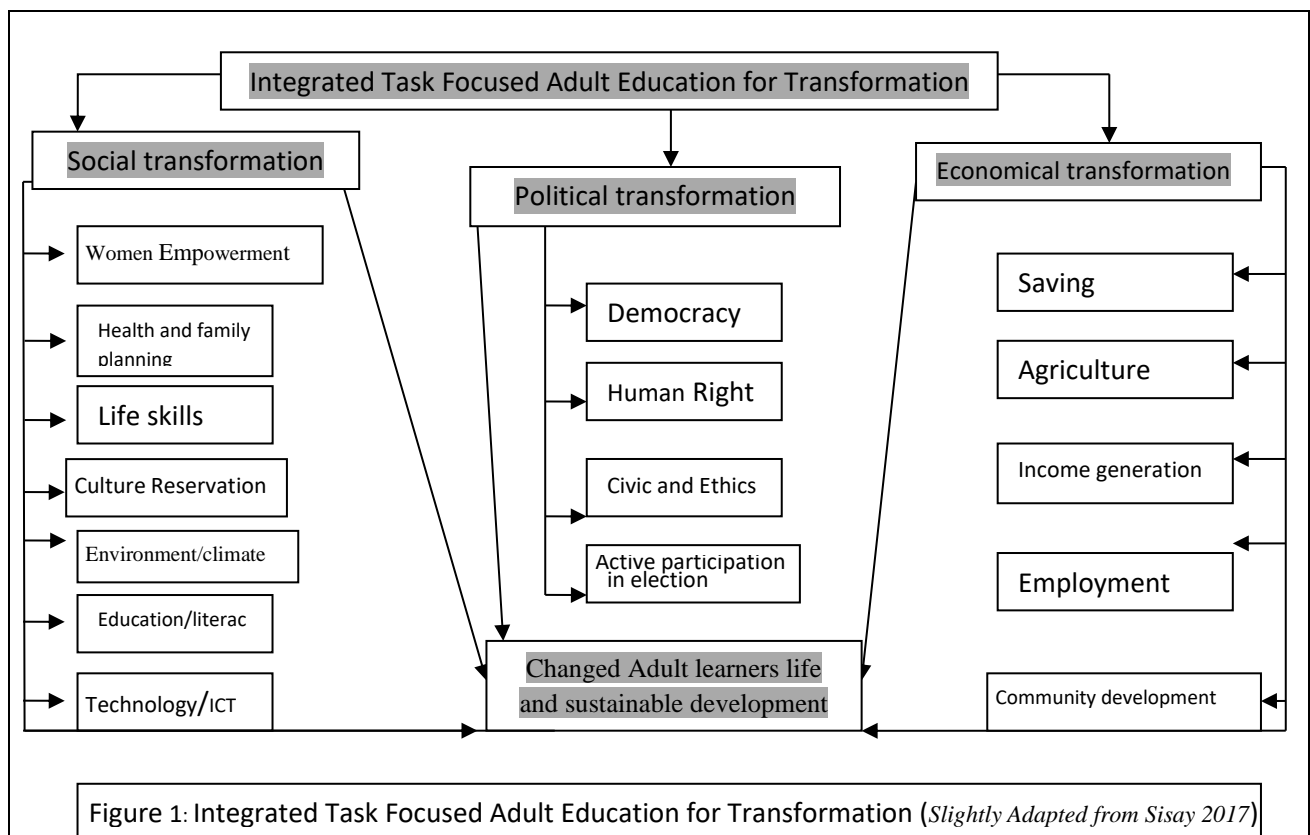 Integrated Task Focused Adult Education for Transformation
Social transformation
Women Empowerment
Health and family
planning
Life skills
Culture Reservation
Environment/climate
Education/literac
Technology/ICT
Political transformation
Democracy
Human Right
Civic and Ethics
Active participation
in election
Economical transformation
Saving
Agriculture
Income generation
Employment
Community development
Changed Adult learners life
and sustainable development
Figure 1: Integrated Task Focused Adult Education for Transformation (Slightly Adapted from Sisay 2017)